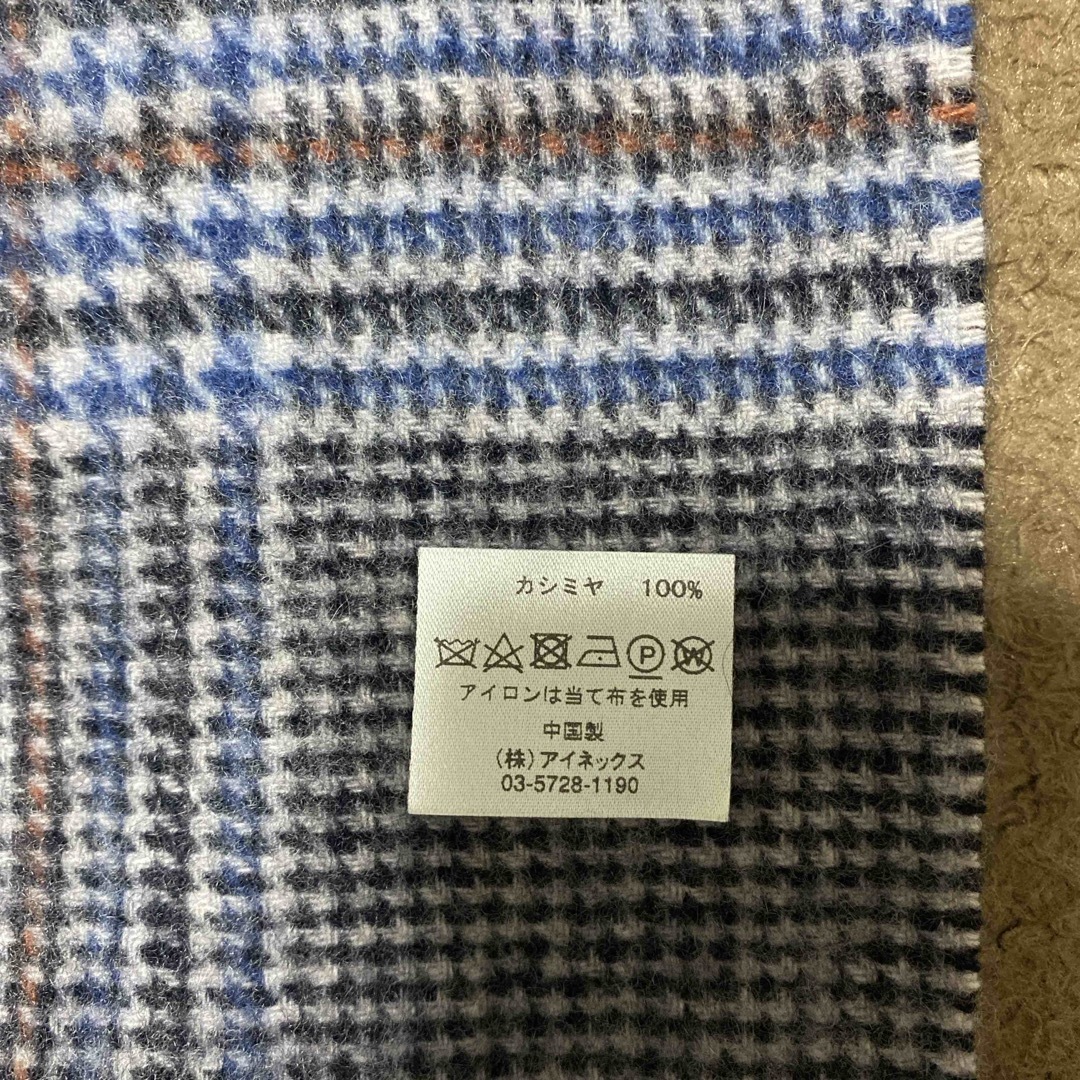 カシミヤ 100%
P W
アイロンは当て布を使用
中国製
(株)アイネックス
03-5728-1190